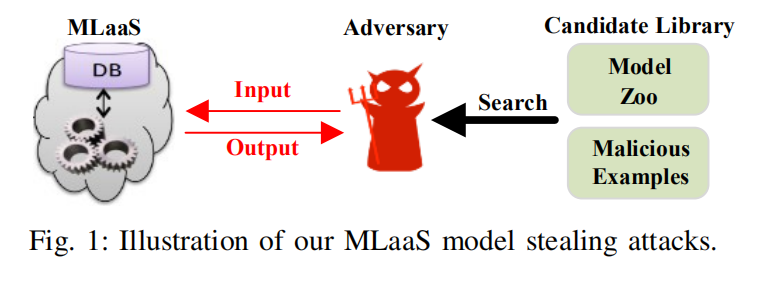 MLaaS
DB
Adversary
Input
Output
Search
Candidate Library
Model
Zoo
Malicious
Examples
Fig. 1: Illustration of our MLaaS model stealing attacks.